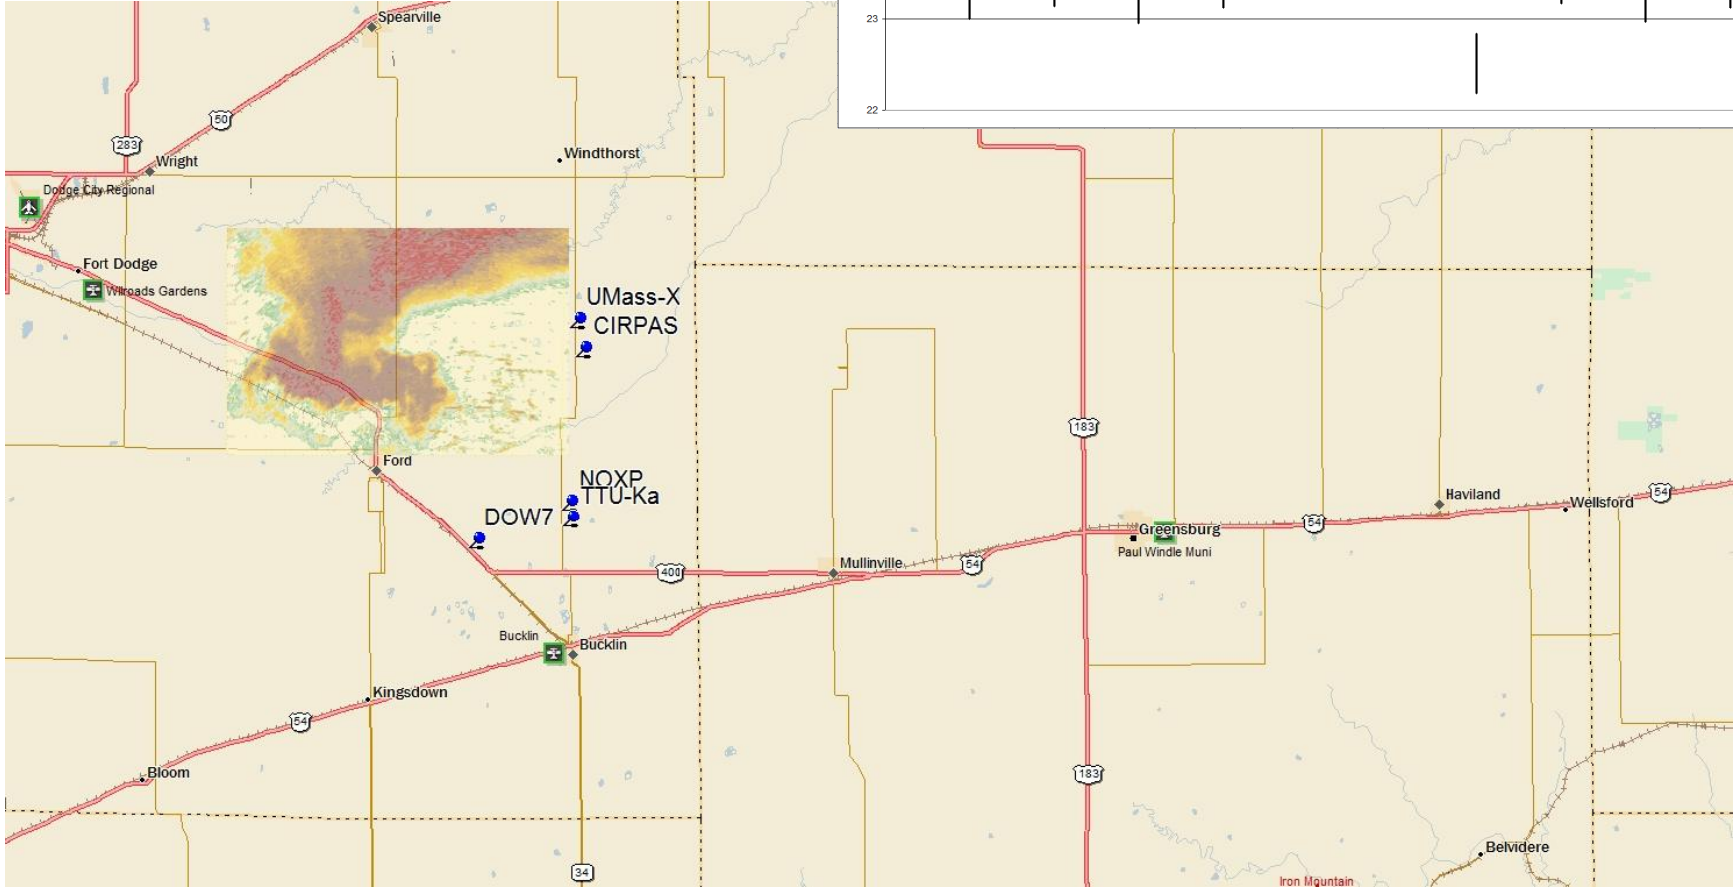 Spearville
23
22
50
283
Wright
Windthorst
Dodge City Regional
Fort Dodge
Wilroads Gardens
UMass-X
CIRPAS
183
Ford
NOXP
TTU-Ka
DOW7
Haviland
Wellsford
54
54
Greensburg
Paul Windle Muni
Mullinville
54
400
Bucklin
Bucklin
Kingsdown
54
Bloom
183
Belvidere
34
Iron Mountain